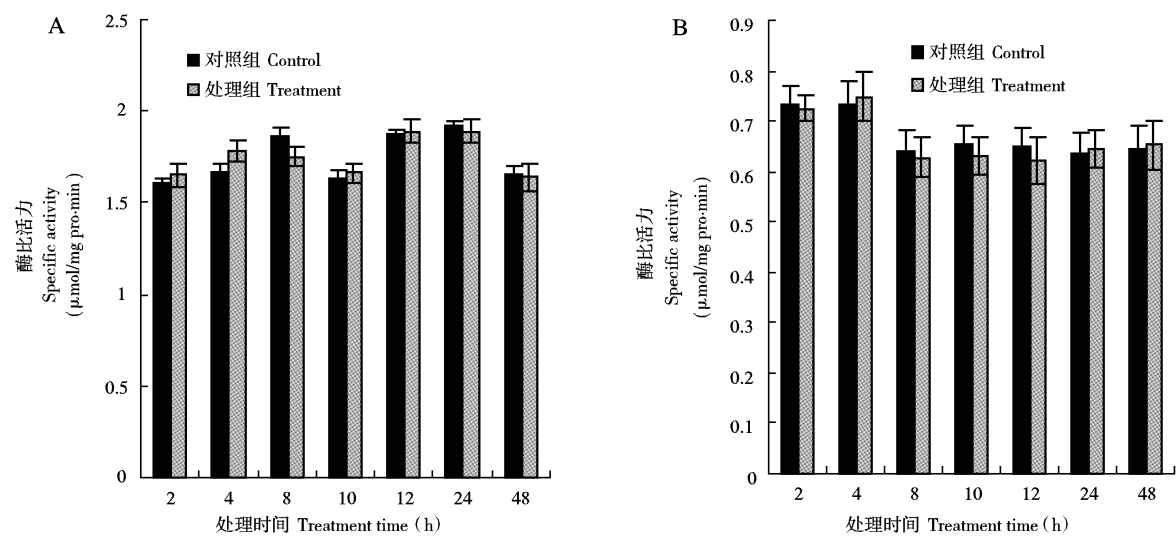 A
2.5
2
1.5
1
0.5
0
对照组 Control
处理组 Treatment
酶比活力
Specific activity
(μmol/mg pro·min)
2 4 8 10 12 24 48
处理时间 Treatment time (h)
B
0.9
0.8
0.7
0.6
0.5
0.4
0.3
0.2
0.1
0
对照组 Control
处理组 Treatment
酶比活力
Specific activity
(μmol/mg pro·min)
2 4 8 10 12 24 48
处理时间 Treatment time (h)